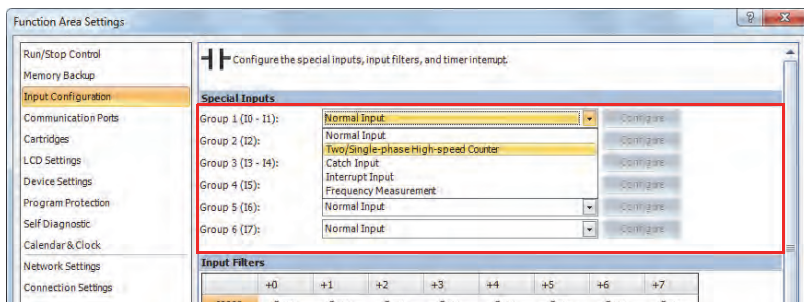 Function Area Settings
Run/Stop Control
Memory Backup
Input Configuration
Communication Ports
Cartridges
LCD Settings
Device Settings
Program Protection
Self Diagnostic
Calendar & Clock
Network Settings
Connection Settings
Configure the special inputs, input filters, and timer interrupt.
Special Inputs
Group 1 (I0 - I1): Normal Input Configure
Normal Input
Group 2 (I2): Configure
Two/Single-phase High-speed Counter
Group 3 (I3 - I4): Configure
Catch Input
Interrupt Input
Group 4 (I5): Configure
Frequency Measurement
Group 5 (I6): Normal Input Configure
Group 6 (I7): Normal Input Configure
Input Filters
+0 +1 +2 +3 +4 +5 +6 +7